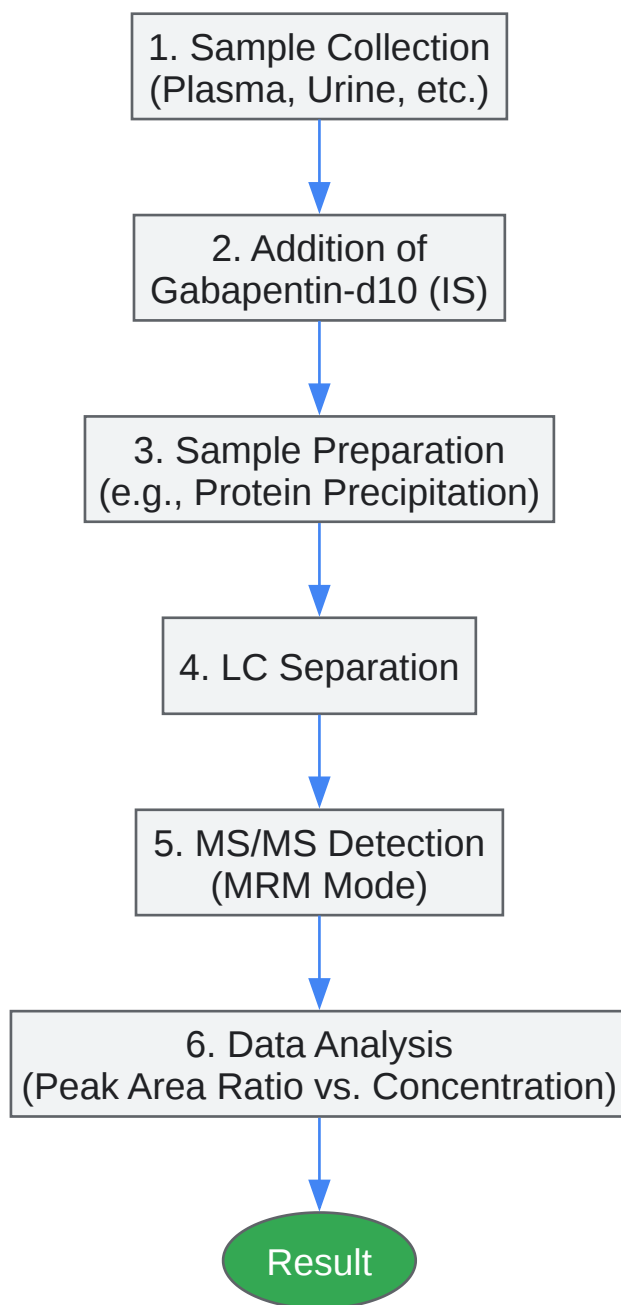 1. Sample Collection
(Plasma, Urine, etc.)
2. Addition of
Gabapentin-d10 (IS)
3. Sample Preparation
(e.g., Protein Precipitation)
4. LC Separation
5. MS/MS Detection
(MRM Mode)
6. Data Analysis
(Peak Area Ratio vs. Concentration)
Result